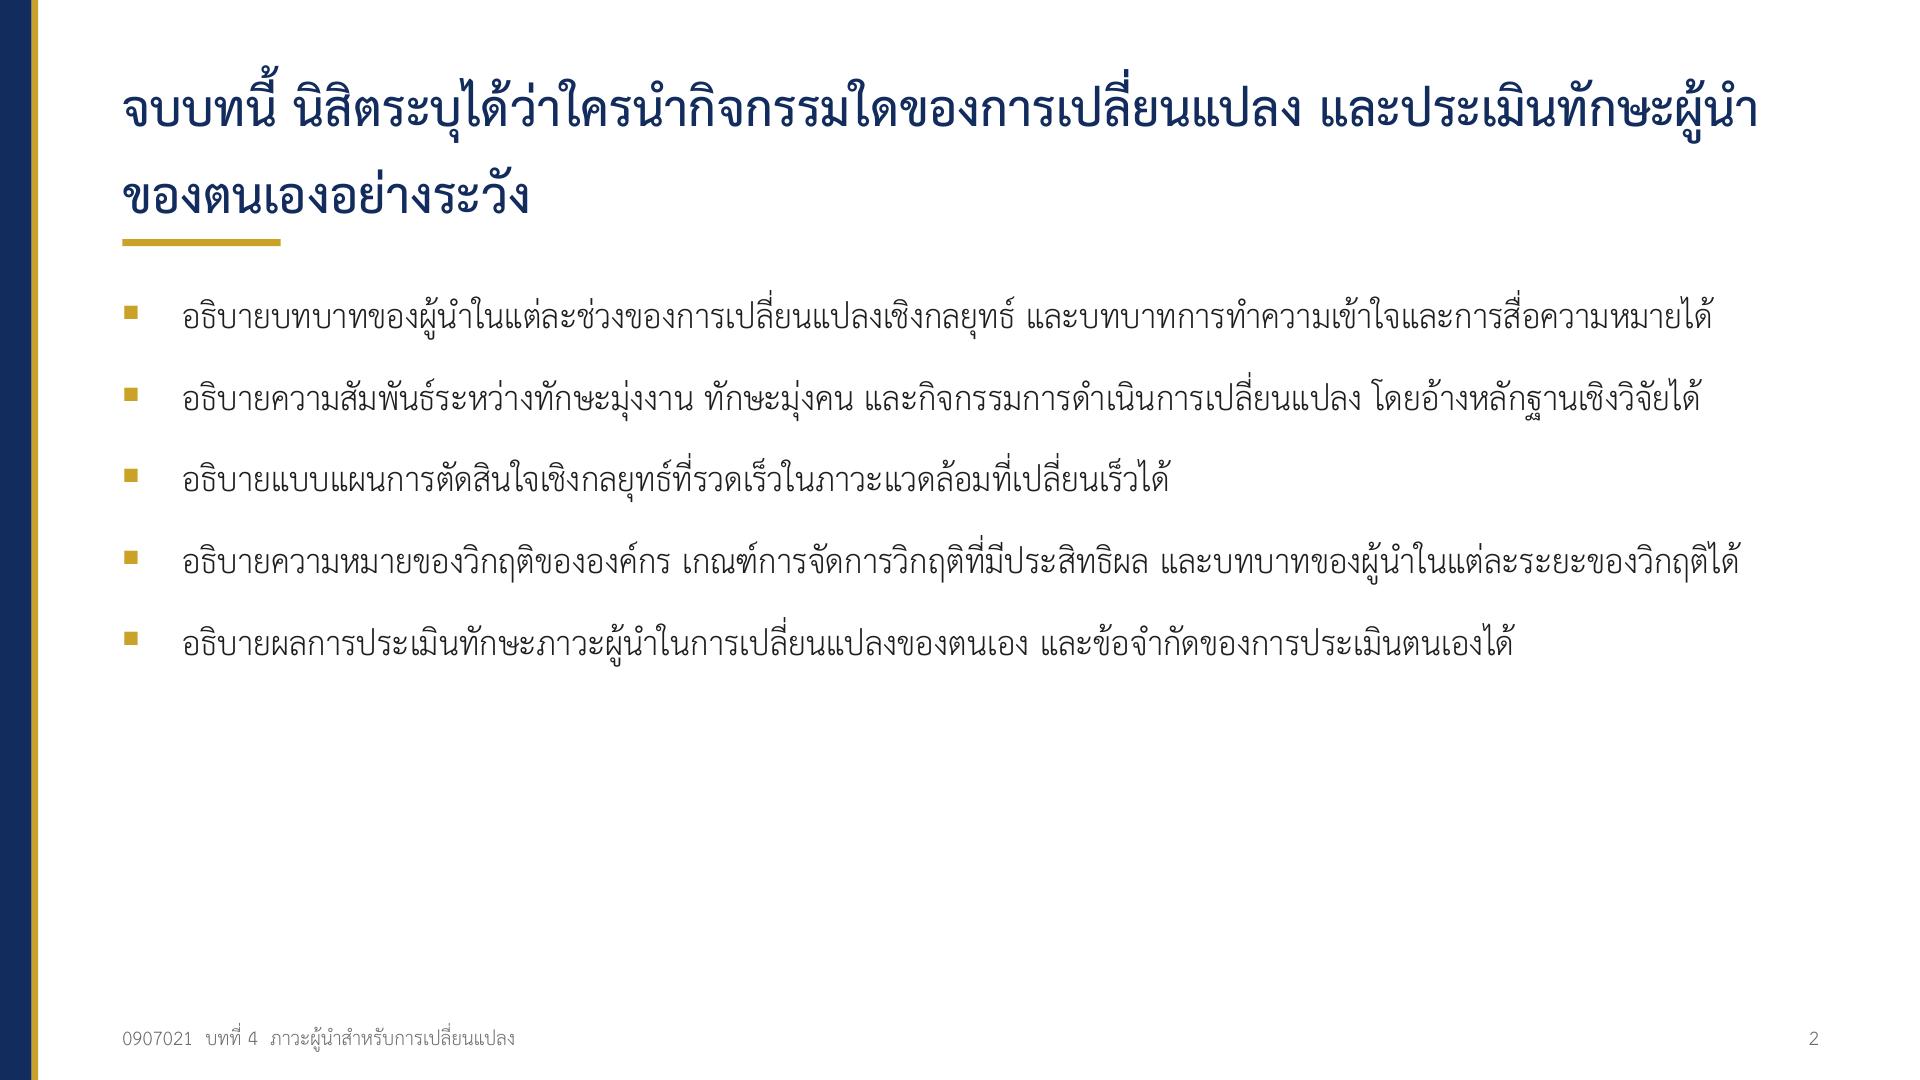 จบบทนี้ นิสิตระบุได้ว่าใครนำกิจกรรมใดของการเปลี่ยนแปลง และประเมินทักษะผู้นำ
ของตนเองอย่างระวัง
▪ อธิบายบทบาทของผู้นำในแต่ละช่วงของการเปลี่ยนแปลงเชิงกลยุทธ์ และบทบาทการทำความเข้าใจและการสื่อความหมายได้
▪ อธิบายความสัมพันธ์ระหว่างทักษะมุ่งงาน ทักษะมุ่งคน และกิจกรรมการดำเนินการเปลี่ยนแปลง โดยอ้างหลักฐานเชิงวิจัยได้
▪ อธิบายแบบแผนการตัดสินใจเชิงกลยุทธ์ที่รวดเร็วในภาวะแวดล้อมที่เปลี่ยนเร็วได้
▪ อธิบายความหมายของวิกฤติขององค์กร เกณฑ์การจัดการวิกฤติที่มีประสิทธิผล และบทบาทของผู้นำในแต่ละระยะของวิกฤติได้
▪ อธิบายผลการประเมินทักษะภาวะผู้นำในการเปลี่ยนแปลงของตนเอง และข้อจำกัดของการประเมินตนเองได้
0907021 บทที่ 4 ภาวะผู้นำสำหรับการเปลี่ยนแปลง
2